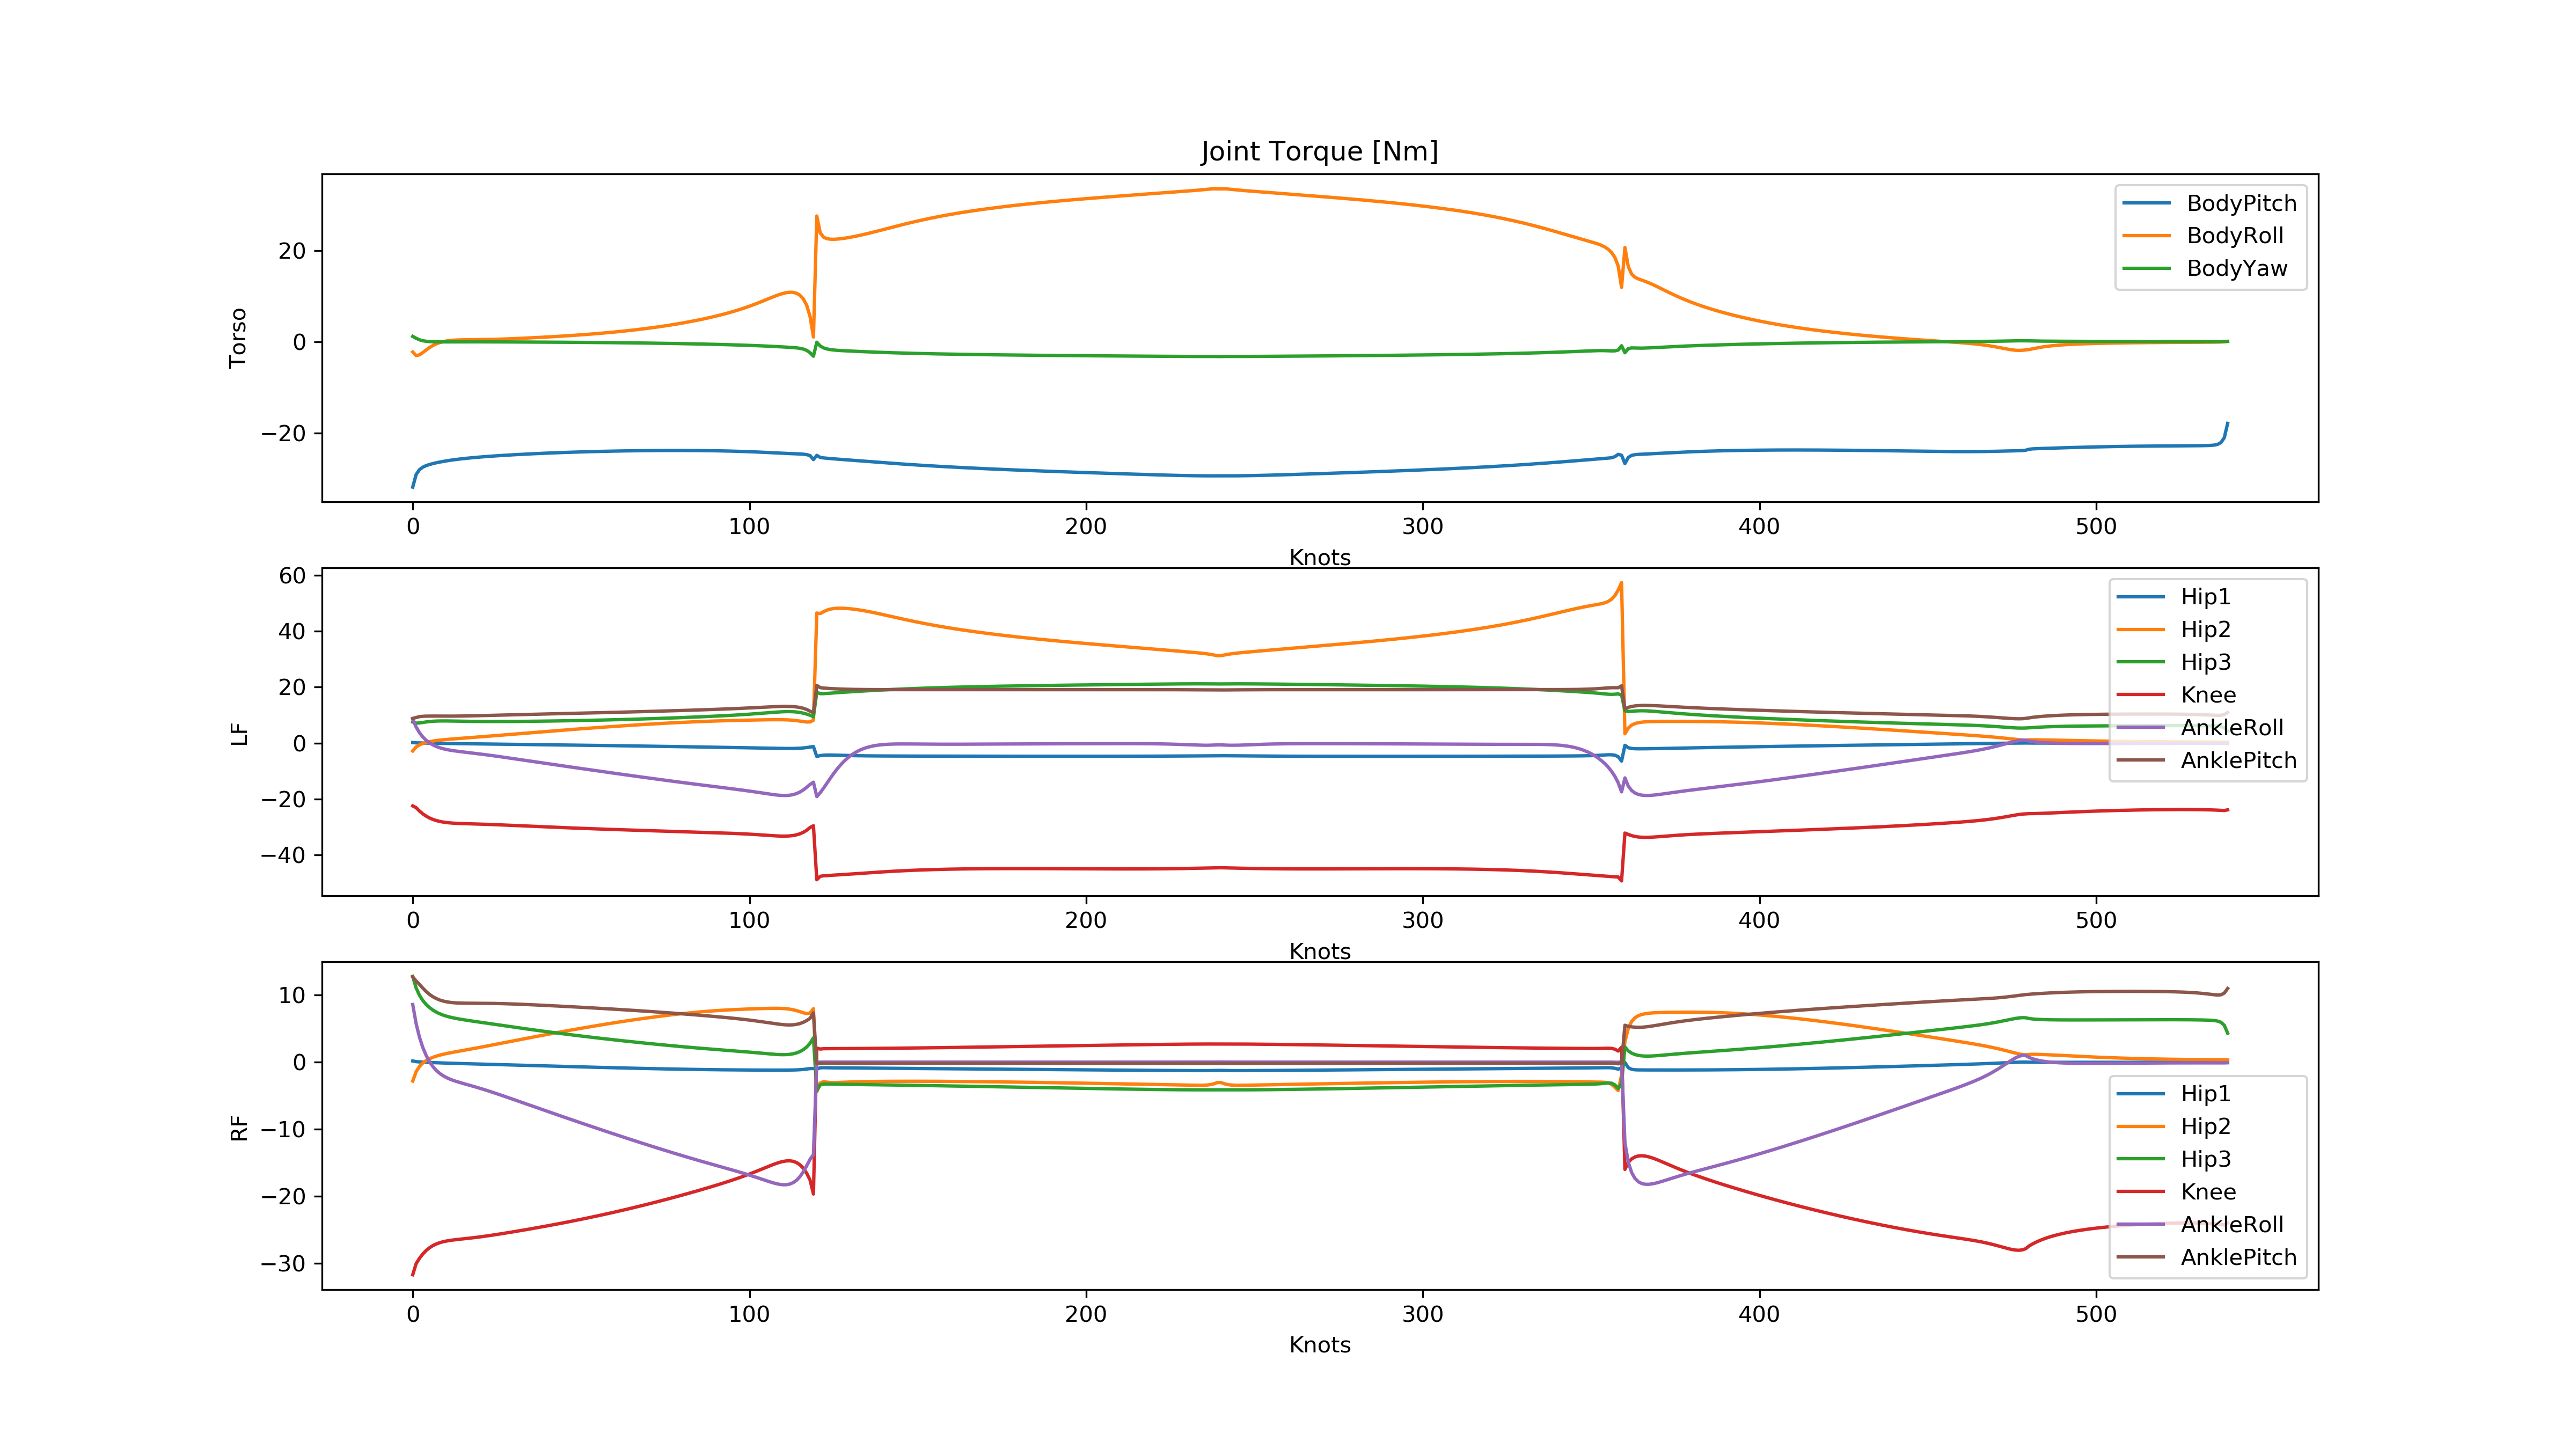 Joint Torque [Nm]
Torso
20
0
−20
BodyPitch
BodyRoll
BodyYaw
0 100 200 300 400 500
Knots
LF
60
40
20
0
−20
−40
Hip1
Hip2
Hip3
Knee
AnkleRoll
AnklePitch
0 100 200 300 400 500
Knots
RF
10
0
−10
−20
−30
Hip1
Hip2
Hip3
Knee
AnkleRoll
AnklePitch
0 100 200 300 400 500
Knots